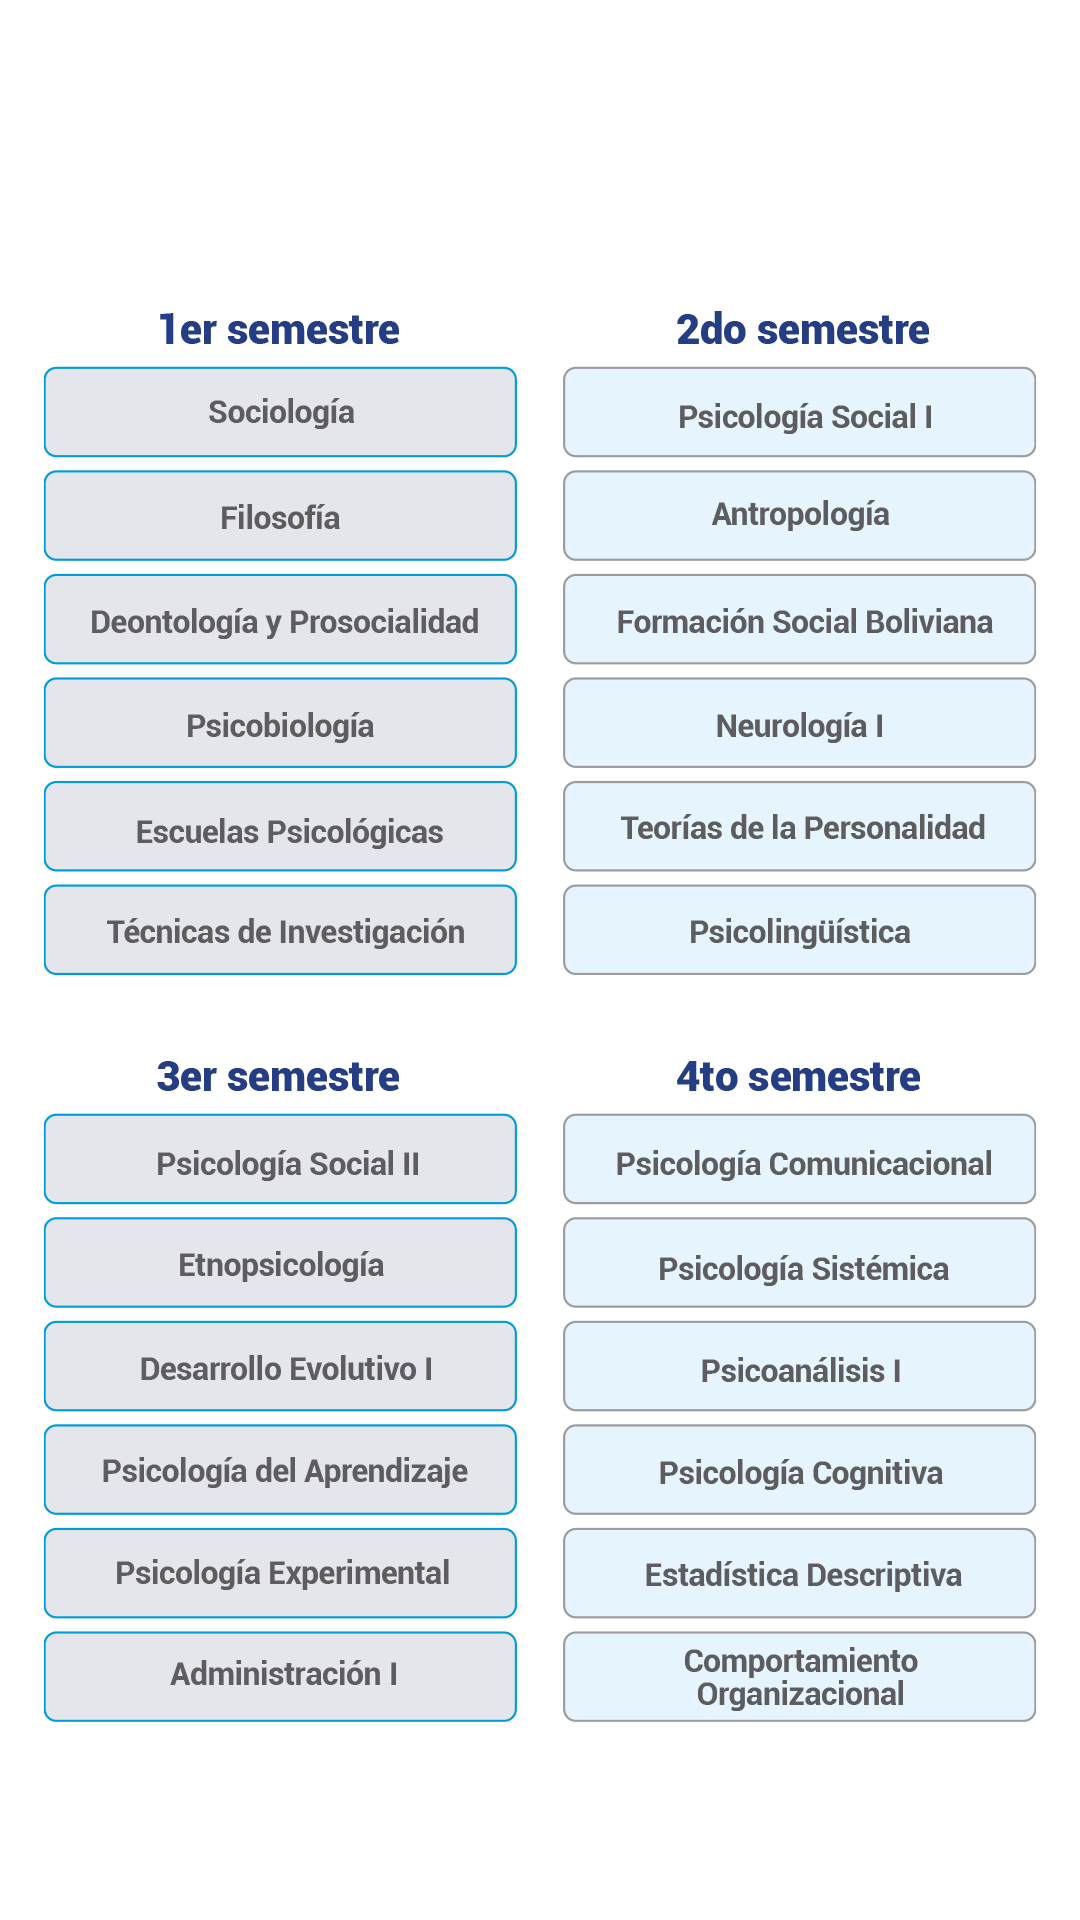 1er semestre
Sociología
Filosofía
Deontología y Prosocialidad
Psicobiología
Escuelas Psicológicas
Técnicas de Investigación
2do semestre
Psicología Social I
Antropología
Formación Social Boliviana
Neurología I
Teorías de la Personalidad
Psicolingüística
3er semestre
Psicología Social II
Etnopsicología
Desarrollo Evolutivo I
Psicología del Aprendizaje
Psicología Experimental
Administración I
4to semestre
Psicología Comunicacional
Psicología Sistémica
Psicoanálisis I
Psicología Cognitiva
Estadística Descriptiva
Comportamiento
Organizacional